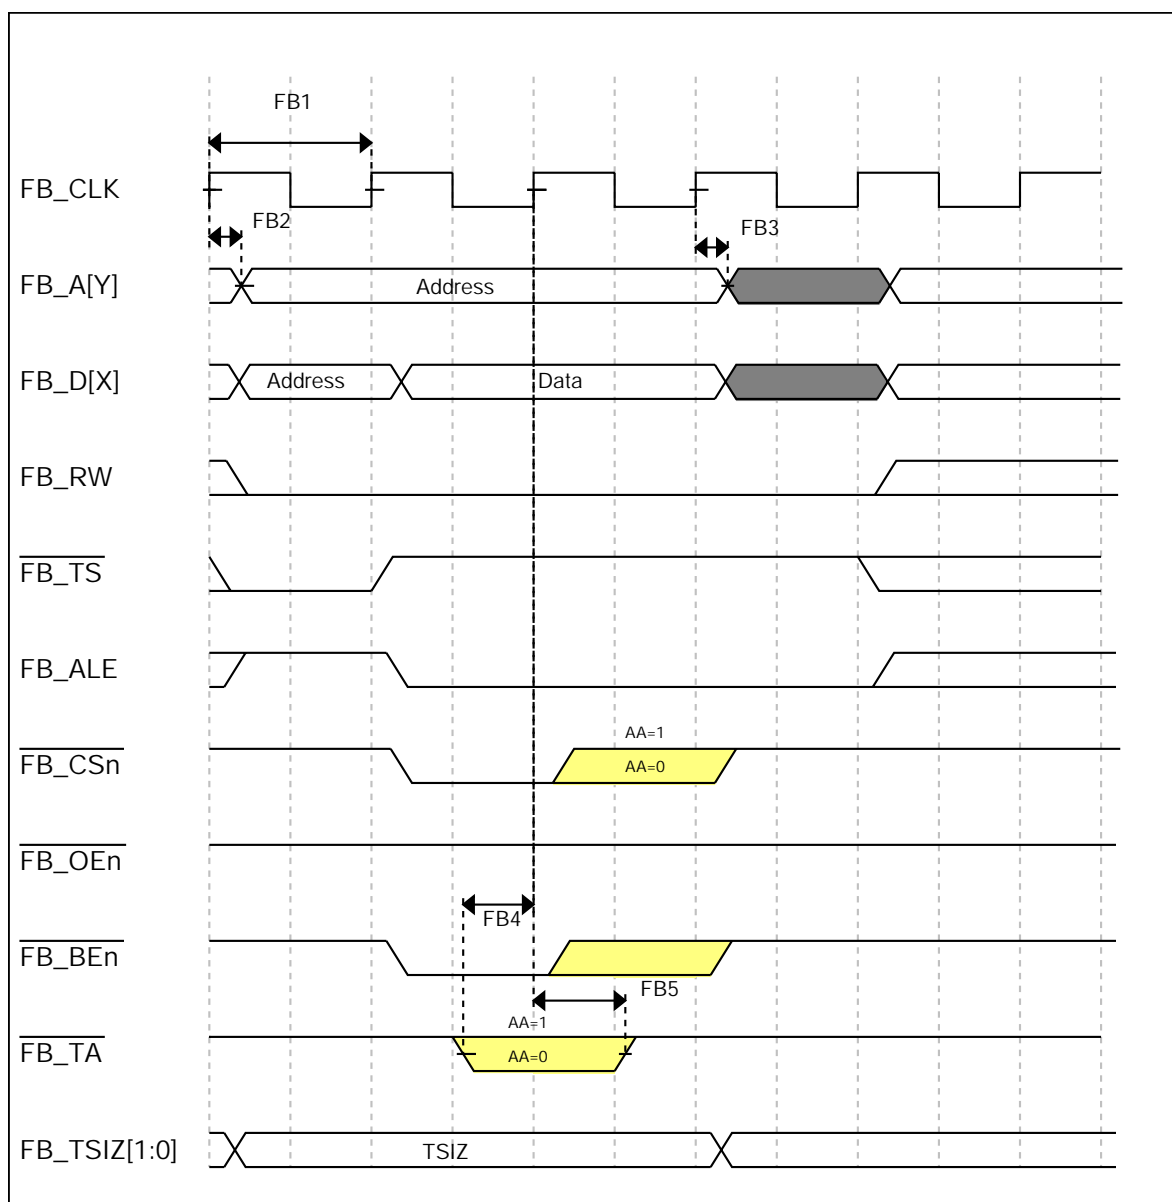 FB1
FB_CLK
FB2
FB3
FB_A[Y]
Address
FB_D[X]
Address
Data
FB_RW
FB_TS
FB_ALE
AA=1
FB_CSn
AA=0
FB_OEn
FB4
FB_BEn
FB5
AA=1
FB_TA
AA=0
FB_TSIZ[1:0]
TSIZ